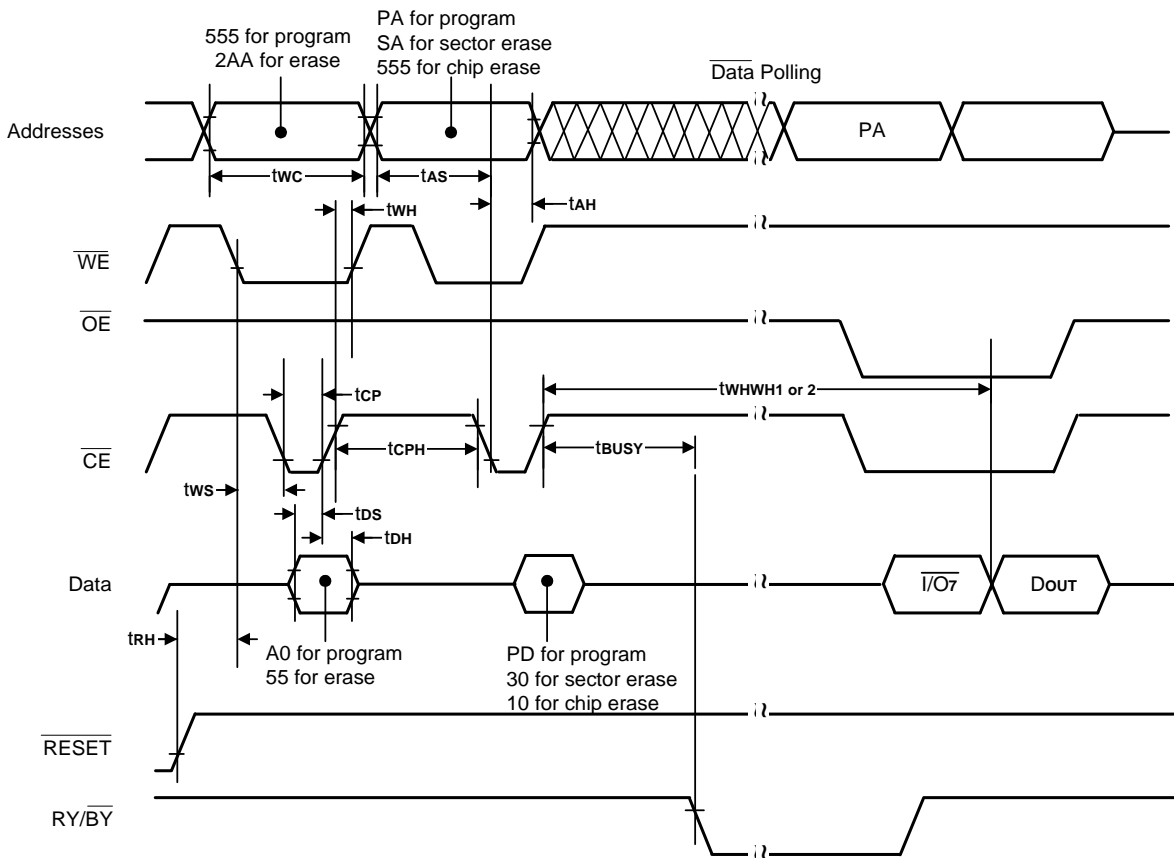 555 for program
2AA for erase
PA for program
SA for sector erase
555 for chip erase
Data Polling
Addresses
PA
tWC
tAS
tWH
tAH
WE
OE
tCP
tWHWH1 or 2
CE
tCPH
tBUSY
tWS
tDS
tDH
Data
I/O7
DOUT
tRH
A0 for program
55 for erase
PD for program
30 for sector erase
10 for chip erase
RESET
RY/BY